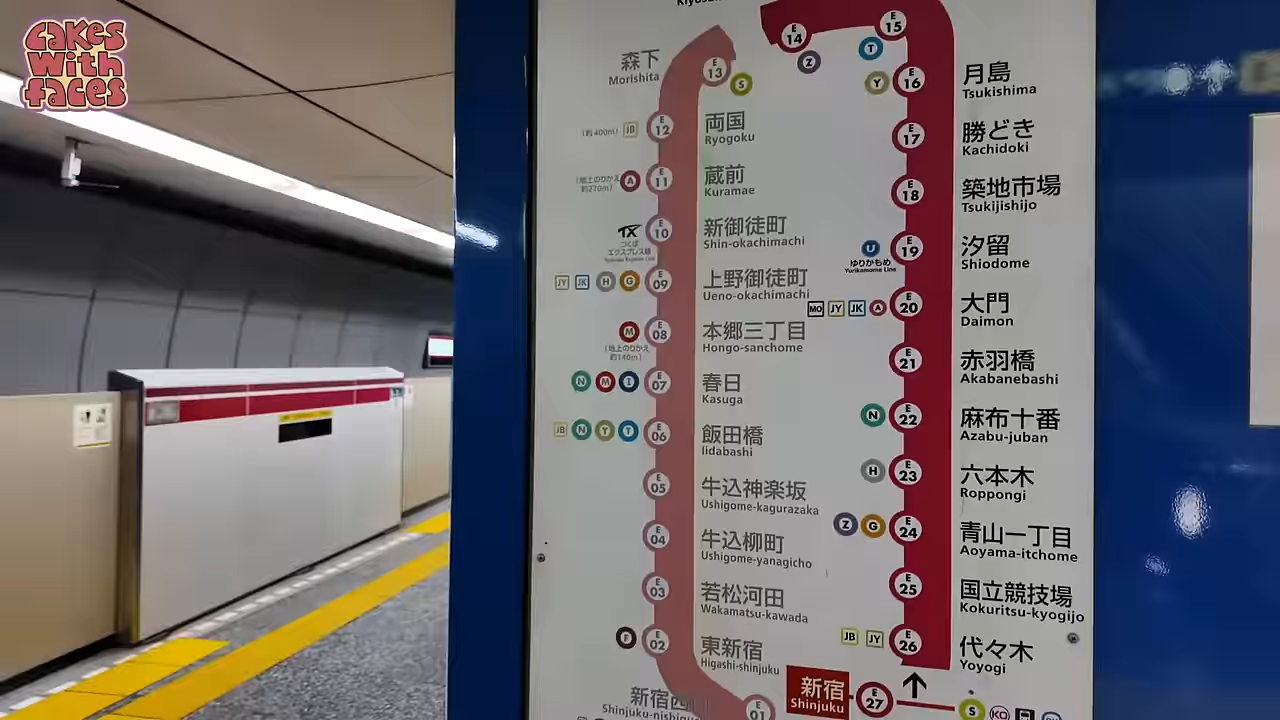 Cakes
With
faces
森下
Morishita
E
13
S
(約400m)
JB
E
12
両国
Ryogoku
(地上のりかえ
約270m)
A
E
11
蔵前
Kuramae
TX
つくば
エクスプレス線
E
10
新御徒町
Shin-okachimachi
JY
JK
H
G
E
09
上野御徒町
Ueno-okachimachi
M
(地上のりかえ
約140m)
E
08
本郷三丁目
Hongo-sanchome
N
M
I
E
07
春日
Kasuga
JB
N
Y
T
E
06
飯田橋
Iidabashi
E
05
牛込神楽坂
Ushigome-kagurazaka
E
04
牛込柳町
Ushigome-yanagicho
E
03
若松河田
Wakamatsu-kawada
F
E
02
東新宿
Higashi-shinjuku
E
01
E
14
Z
E
15
T
Y
E
16
月島
Tsukishima
E
17
勝どき
Kachidoki
E
18
築地市場
Tsukijishijo
U
ゆりかもめ
Yurikamome Line
E
19
汐留
Shiodome
MO
JY
JK
A
E
20
大門
Daimon
E
21
赤羽橋
Akabanebashi
N
E
22
麻布十番
Azabu-juban
H
E
23
六本木
Roppongi
Z
G
E
24
青山一丁目
Aoyama-itchome
E
25
国立競技場
Kokuritsu-kyogijo
JB
JY
E
26
代々木
Yoyogi
新宿
Shinjuku
E
27
S
KO